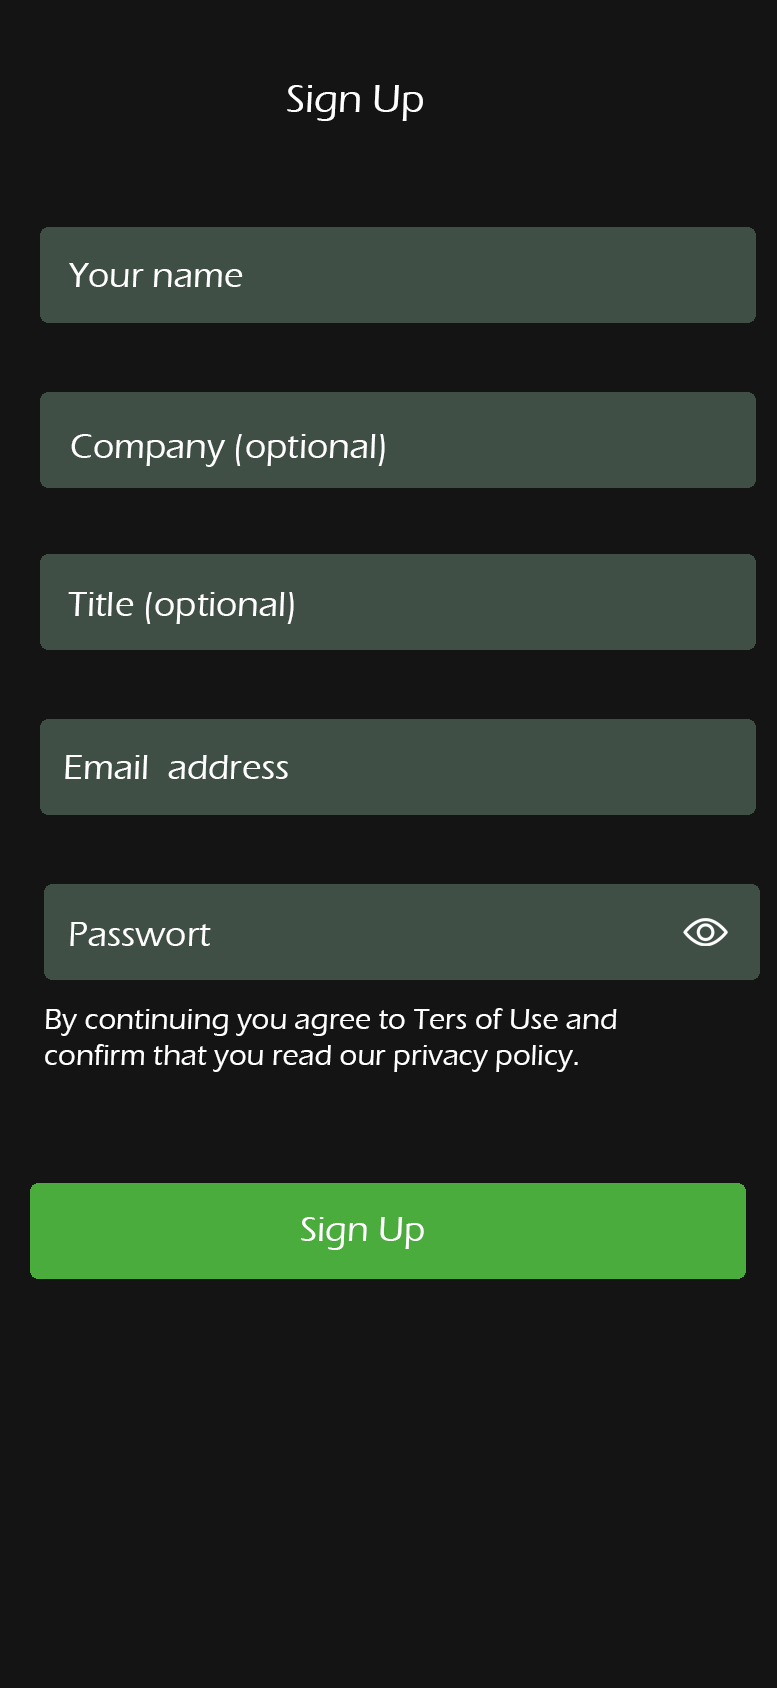 Sign Up
Your name
Company (optional)
Title (optional)
Email  address
Passwort
By continuing you agree to Ters of Use and
confirm that you read our privacy policy.
Sign Up